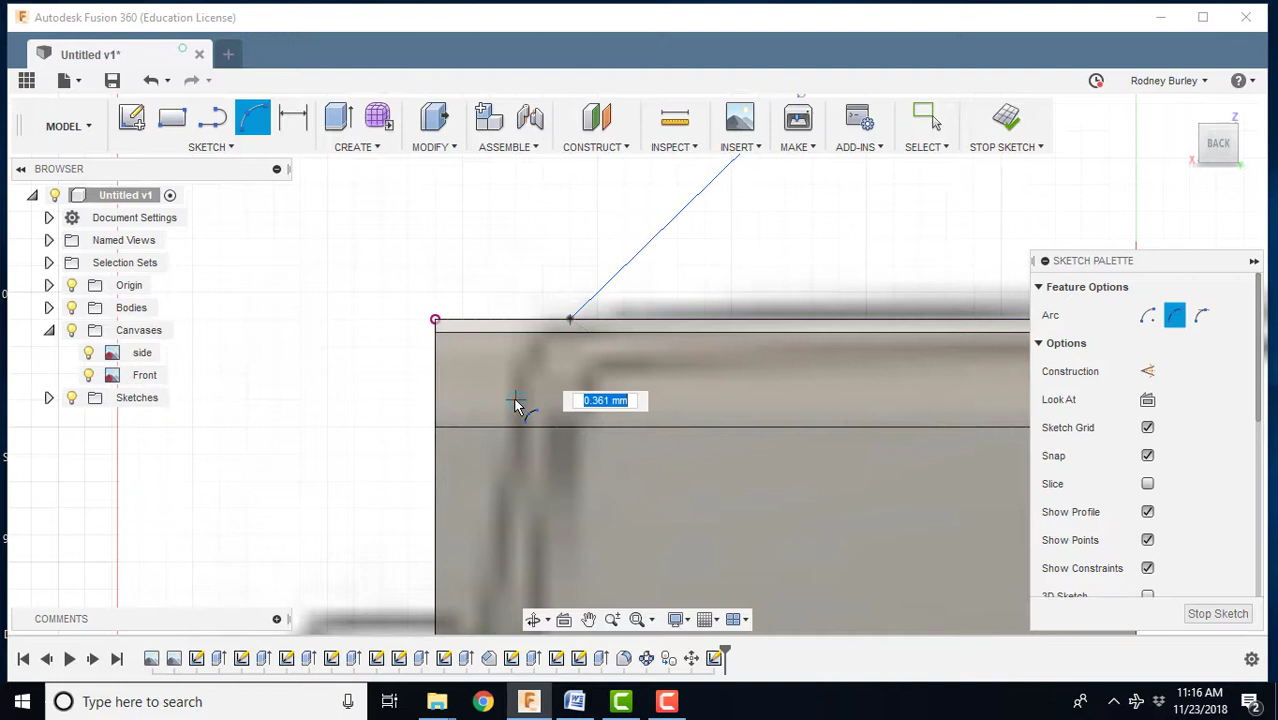 Autodesk Fusion 360 (Education License)
Untitled v1*
Rodney Burley
MODEL
SKETCH
CREATE
MODIFY
ASSEMBLE
CONSTRUCT
INSPECT
INSERT
MAKE
ADD-INS
SELECT
STOP SKETCH
Z
BACK
X
Y
BROWSER
Untitled v1
Document Settings
Named Views
Selection Sets
Origin
Bodies
Canvases
side
Front
Sketches
0.361 mm
SKETCH PALETTE
Feature Options
Arc
Options
Construction
Look At
Sketch Grid
Snap
Slice
Show Profile
Show Points
Show Constraints
3D Sketch
Stop Sketch
COMMENTS
Type here to search
11:16 AM
11/23/2018
2